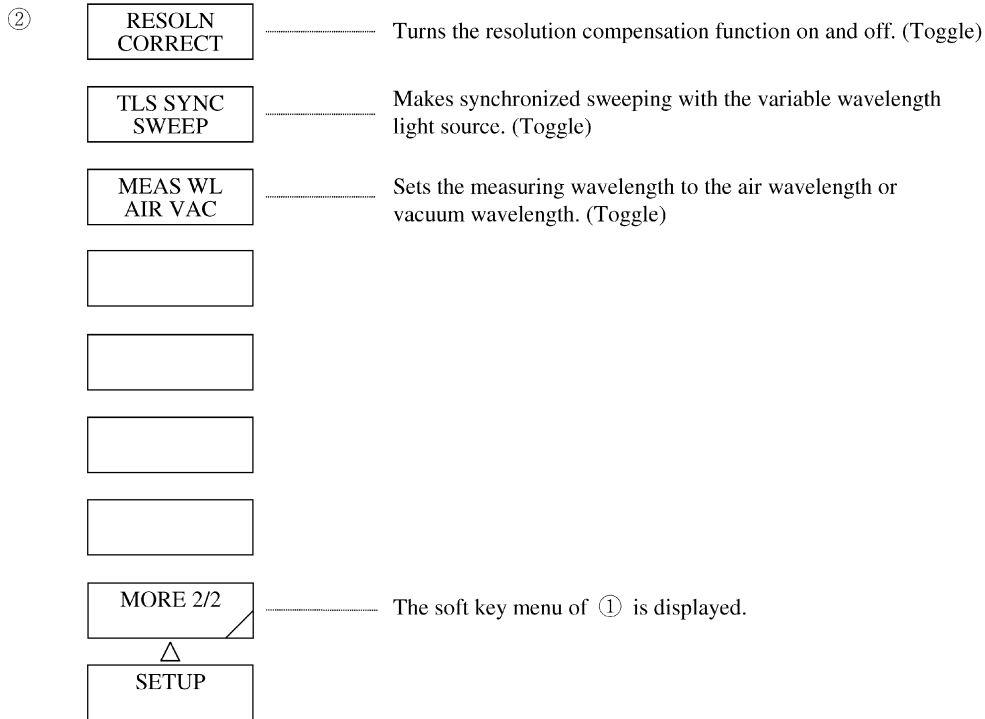 ②
RESOLN
CORRECT
Turns the resolution compensation function on and off. (Toggle)
TLS SYNC
SWEEP
Makes synchronized sweeping with the variable wavelength
light source. (Toggle)
MEAS WL
AIR VAC
Sets the measuring wavelength to the air wavelength or
vacuum wavelength. (Toggle)
MORE 2/2
The soft key menu of ① is displayed.
SETUP